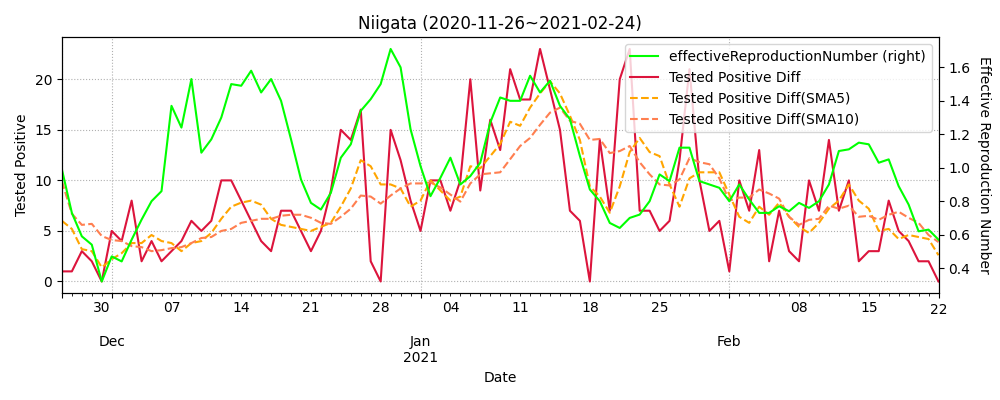 Niigata (2020-11-26~2021-02-24)
effectiveReproductionNumber (right)
Tested Positive Diff
Tested Positive Diff(SMA5)
Tested Positive Diff(SMA10)
Tested Positive
20
15
10
5
0
Effective Reproduction Number
1.6
1.4
1.2
1.0
0.8
0.6
0.4
30 07 14 21 28 04 11 18 25 08 15 22
Dec Jan Feb
2021
Date